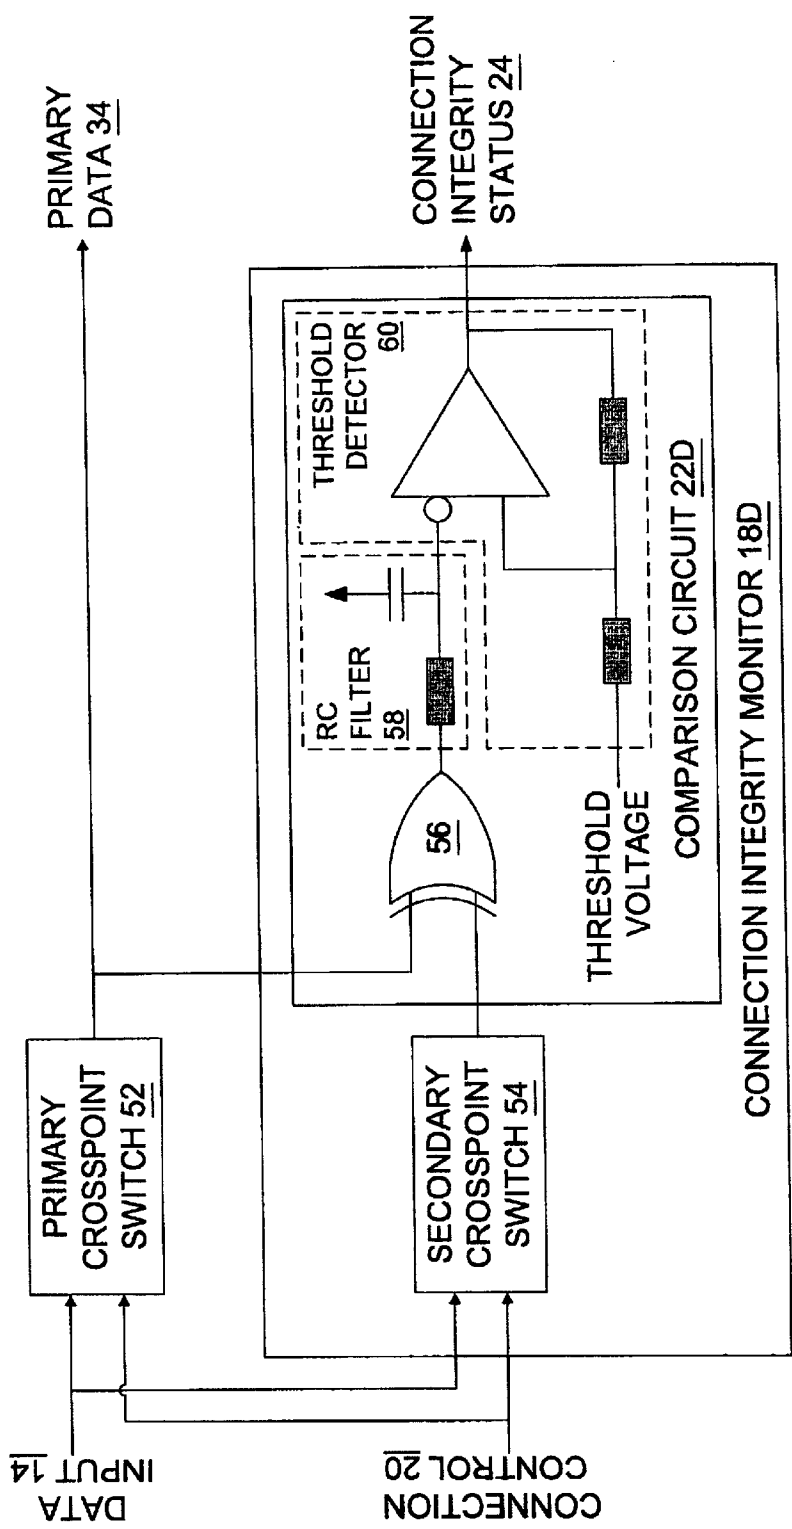 DATA
INPUT 14
CONNECTION
CONTROL 20
PRIMARY
CROSSPOINT
SWITCH 52
SECONDARY
CROSSPOINT
SWITCH 54
PRIMARY
DATA 34
56
RC
FILTER
58
THRESHOLD
DETECTOR
60
THRESHOLD
VOLTAGE
COMPARISON CIRCUIT 22D
CONNECTION INTEGRITY MONITOR 18D
CONNECTION
INTEGRITY
STATUS 24